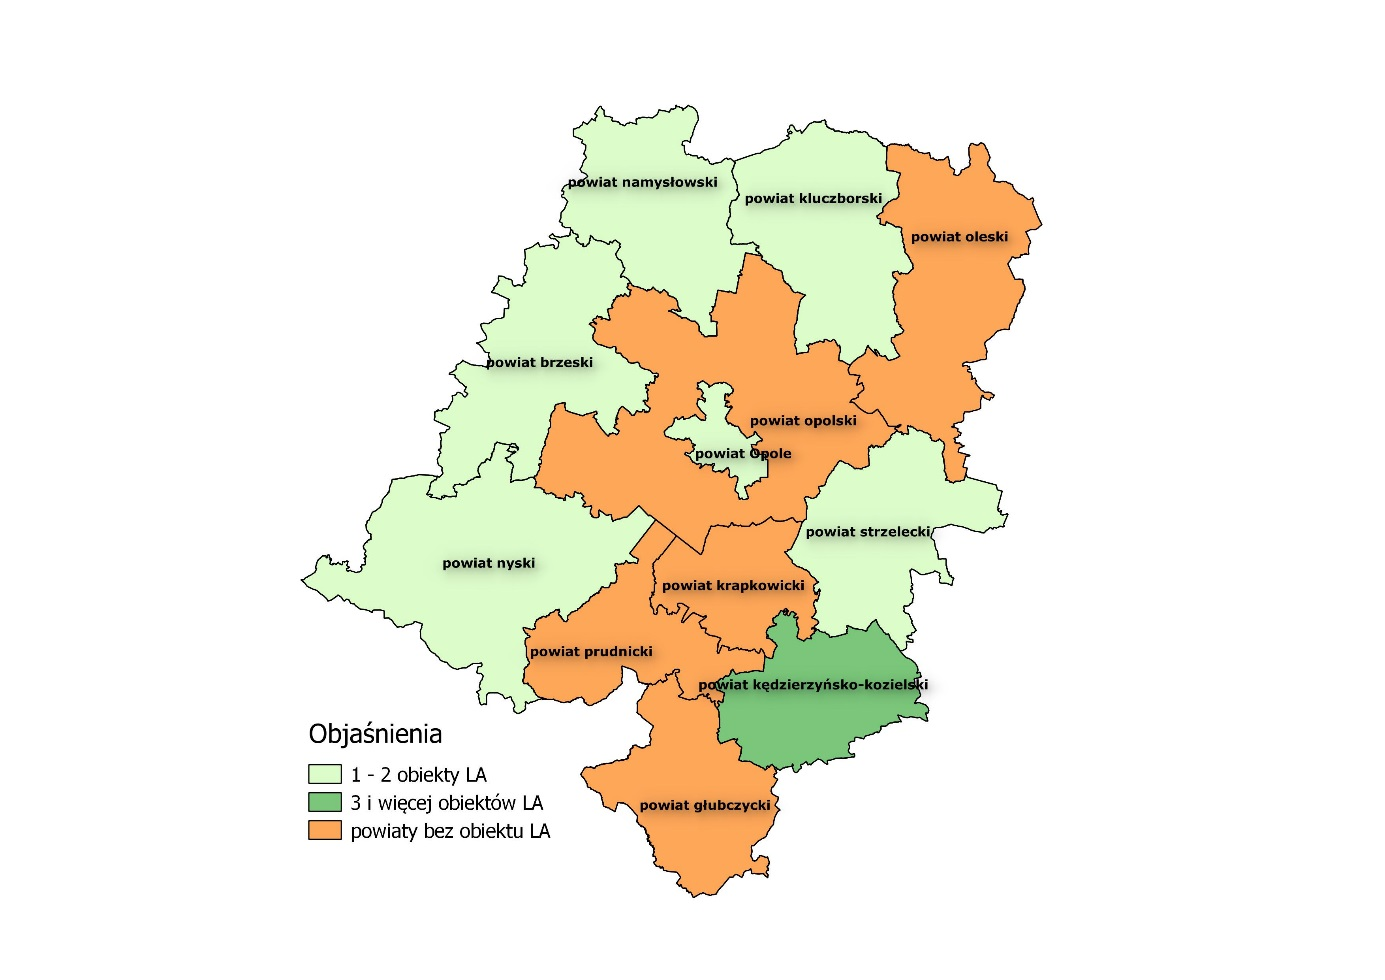 powiat namysłowski
powiat kluczborski
powiat oleski
powiat brzeski
powiat opolski
powiat Opole
powiat strzelecki
powiat nyski
powiat krapkowicki
powiat prudnicki
powiat kędzierzyńsko-kozielski
powiat głubczycki
Objaśnienia
1 - 2 obiekty LA
3 i więcej obiektów LA
powiaty bez obiektu LA